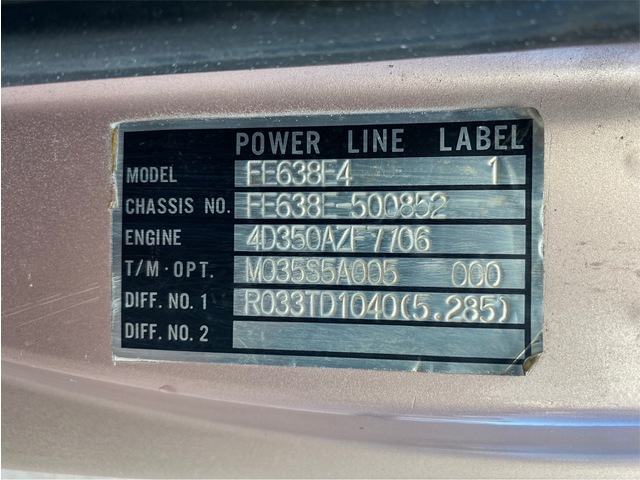 POWER LINE LABEL
MODEL FE638E4 1
CHASSIS NO. FE638E-500852
ENGINE 4D350AZF7706
T/M·OPT. M035S5A005 000
DIFF. NO. 1 R033TD1040(5.285)
DIFF. NO. 2